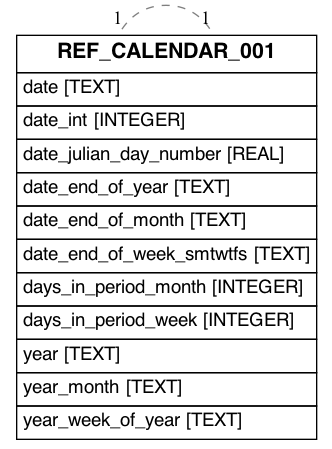 1 1
REF_CALENDAR_001
date [TEXT]
date_int [INTEGER]
date_julian_day_number [REAL]
date_end_of_year [TEXT]
date_end_of_month [TEXT]
date_end_of_week_smtwtfs [TEXT]
days_in_period_month [INTEGER]
days_in_period_week [INTEGER]
year [TEXT]
year_month [TEXT]
year_week_of_year [TEXT]